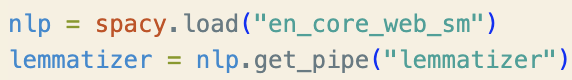 nlp = spacy.load("en_core_web_sm")
lemmatizer = nlp.get_pipe("lemmatizer")